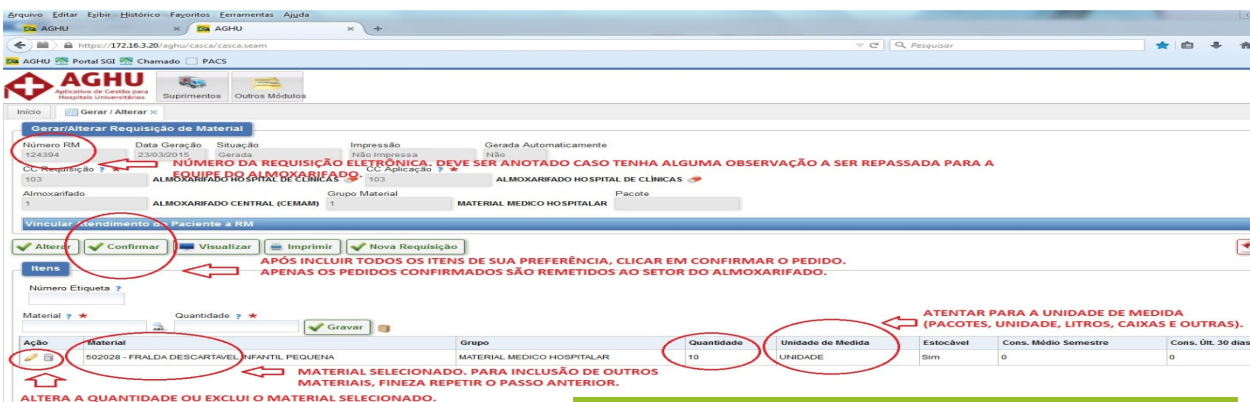 Arquivo Editar Exibir Histórico Favoritos Ferramentas Ajuda
AGHU × AGHU × +
https://172.16.3.20/aghu/casca/casca.seam Pesquisar
AGHU Portal SGI Chamado PACS
AGHU
Aplicativo de Gestão para
Hospitais Universitários
Suprimentos Outros Módulos
Início Gerar / Alterar ×
Gerar/Alterar Requisição de Material
Número RM Data Geração Situação Impressão Gerada Automaticamente
124394 23/03/2015 Gerada Não Impressa Não
NÚMERO DA REQUISIÇÃO ELETRÔNICA. DEVE SER ANOTADO CASO TENHA ALGUMA OBSERVAÇÃO A SER REPASSADA PARA A
EQUIPE DO ALMOXARIFADO.
CC Requisição ? * CC Aplicação ? *
103 ALMOXARIFADO HOSPITAL DE CLÍNICAS 103 ALMOXARIFADO HOSPITAL DE CLÍNICAS
Almoxarifado Grupo Material Pacote
1 ALMOXARIFADO CENTRAL (CEMAM) 1 MATERIAL MEDICO HOSPITALAR
Vincular Atendimento do Paciente a RM
Alterar Confirmar Visualizar Imprimir Nova Requisição
APÓS INCLUIR TODOS OS ITENS DE SUA PREFERÊNCIA, CLICAR EM CONFIRMAR O PEDIDO.
APENAS OS PEDIDOS CONFIRMADOS SÃO REMETIDOS AO SETOR DO ALMOXARIFADO.
Itens
Número Etiqueta ?
Material ? * Quantidade ? *
Gravar
ATENTAR PARA A UNIDADE DE MEDIDA
(PACOTES, UNIDADE, LITROS, CAIXAS E OUTRAS).
Ação Material Grupo Quantidade Unidade de Medida Estocável Cons. Médio Semestre Cons. Últ. 30 dias
502028 - FRALDA DESCARTAVEL INFANTIL PEQUENA MATERIAL MEDICO HOSPITALAR 10 UNIDADE Sim 0 0
MATERIAL SELECIONADO. PARA INCLUSÃO DE OUTROS
MATERIAIS, FINEZA REPETIR O PASSO ANTERIOR.
ALTERA A QUANTIDADE OU EXCLUI O MATERIAL SELECIONADO.